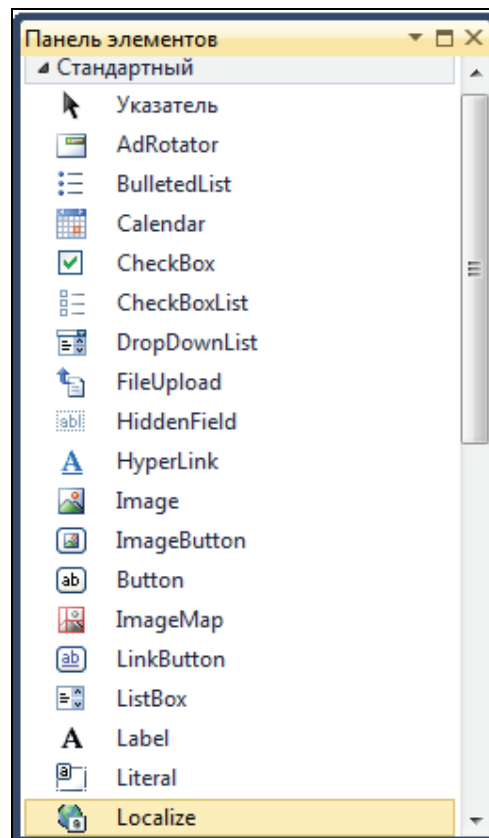 Панель элементов
Стандартный
Указатель
AdRotator
BulletedList
Calendar
CheckBox
CheckBoxList
DropDownList
FileUpload
HiddenField
HyperLink
Image
ImageButton
Button
ImageMap
LinkButton
ListBox
Label
Literal
Localize